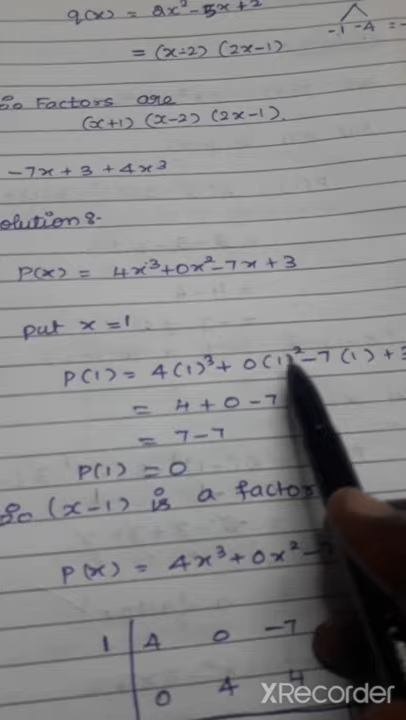 q(x) = 2x²-5x+2
= (x-2) (2x-1)
-1 -4 =
So Factors are
(x+1) (x-2) (2x-1)
-7x + 3 + 4x³
olution :-
P(x) = 4x³+0x²-7x+3
put x = 1
P(1) = 4(1)³+ 0(1)²-7(1)+3
= 4+0-7
= 7-7
P(1) = 0
So (x-1) is a factor
P(x) = 4x³+0x²-7
1 | 4 0 -7
0 4 4
XRecorder